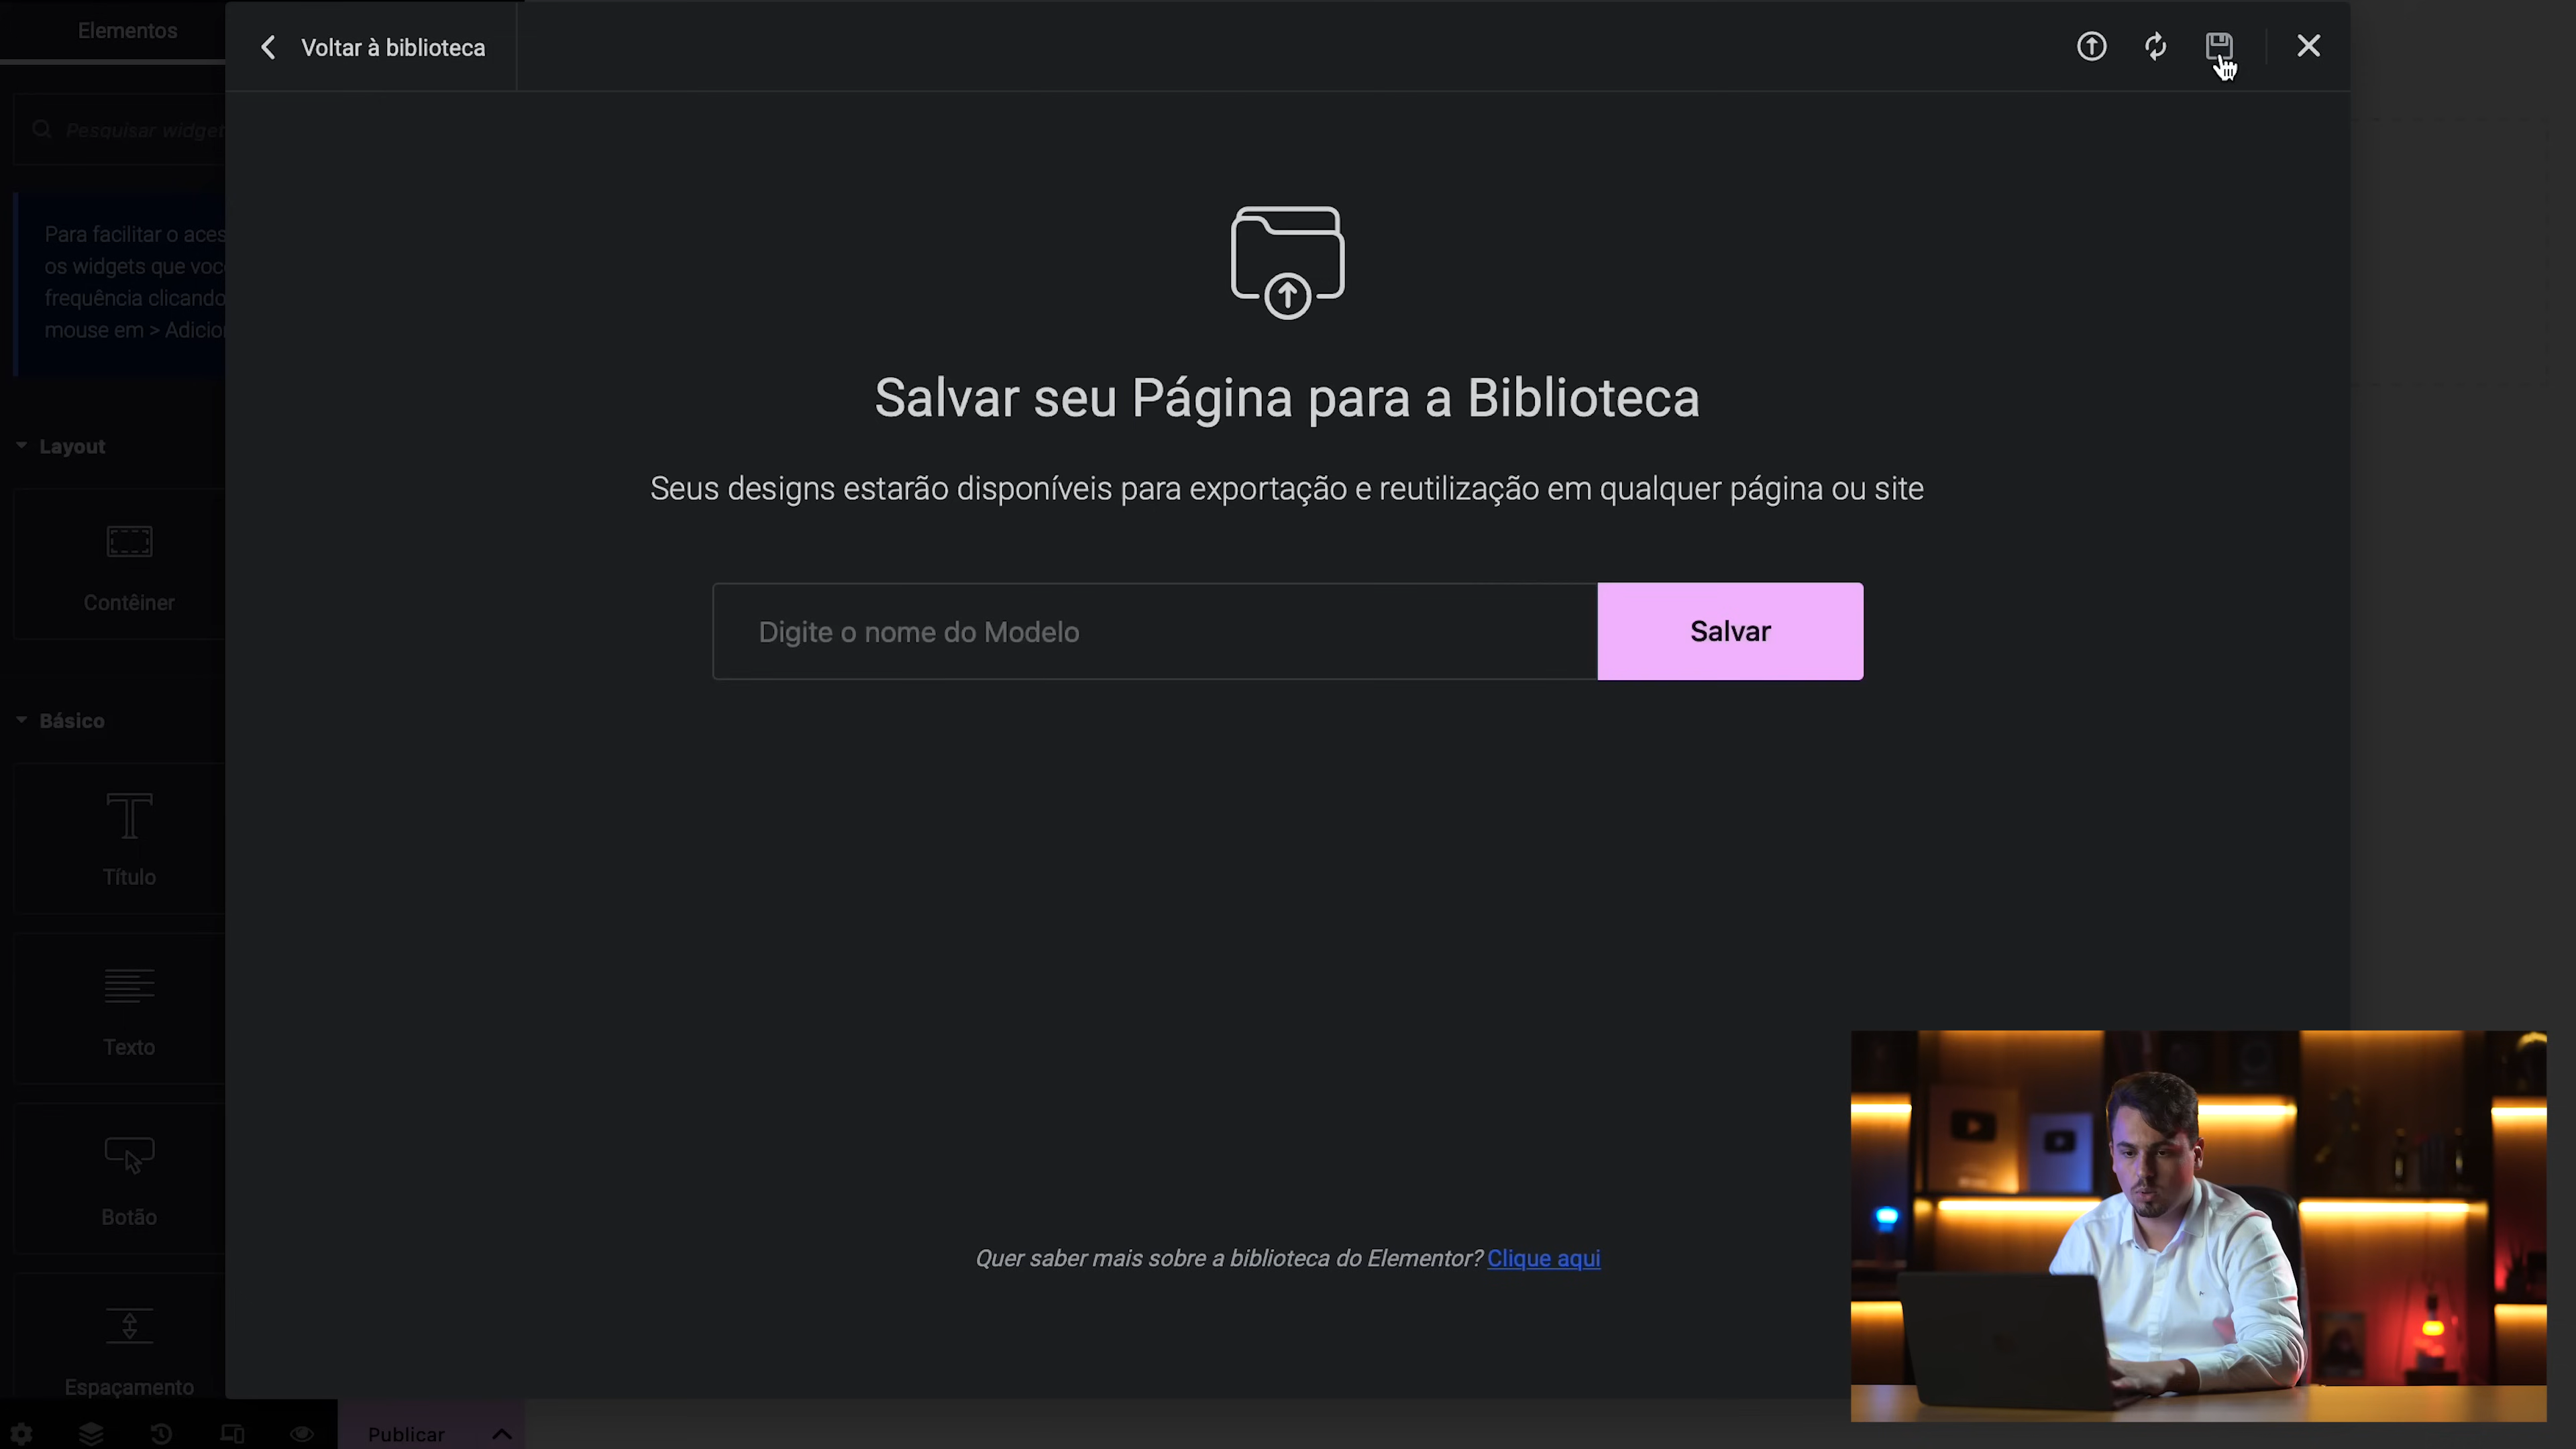 Elementos
Voltar à biblioteca
Pesquisar widget
Para facilitar o aces
os widgets que voc
frequência clicando
mouse em > Adicio
Layout
Contêiner
Básico
Título
Texto
Botão
Espaçamento
Publicar
Salvar seu Página para a Biblioteca
Seus designs estarão disponíveis para exportação e reutilização em qualquer página ou site
Digite o nome do Modelo
Salvar
Quer saber mais sobre a biblioteca do Elementor? Clique aqui